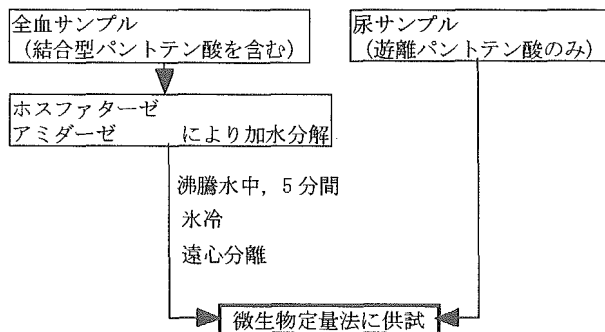 全血サンプル
（結合型パントテン酸を含む）
尿サンプル
（遊離パントテン酸のみ）
ホスファターゼ
アミダーゼ により加水分解
沸騰水中，5分間
氷冷
遠心分離
微生物定量法に供試